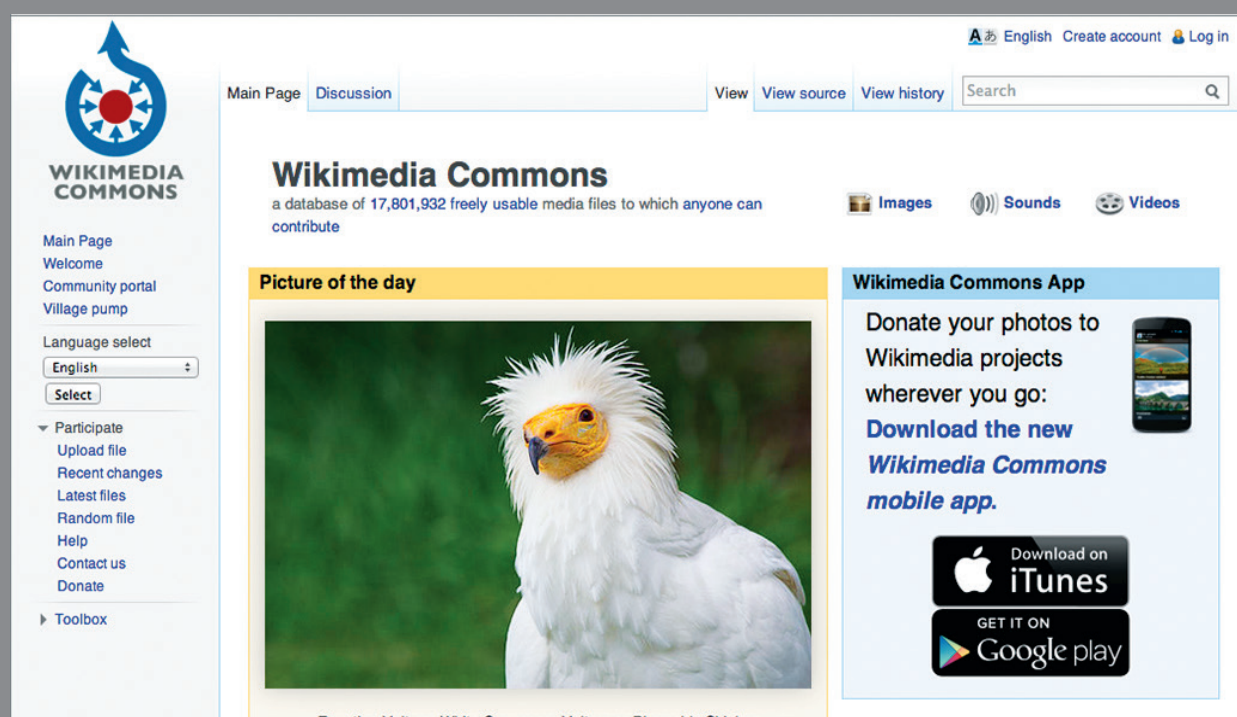 A あ English Create account Log in
Main Page Discussion View View source View history Search
WIKIMEDIA
COMMONS
Main Page
Welcome
Community portal
Village pump
Language select
English
Select
Participate
Upload file
Recent changes
Latest files
Random file
Help
Contact us
Donate
Toolbox
Wikimedia Commons
a database of 17,801,932 freely usable media files to which anyone can
contribute
Images Sounds Videos
Picture of the day
Wikimedia Commons App
Donate your photos to
Wikimedia projects
wherever you go:
Download the new
Wikimedia Commons
mobile app.
Download on
iTunes
GET IT ON
Google play